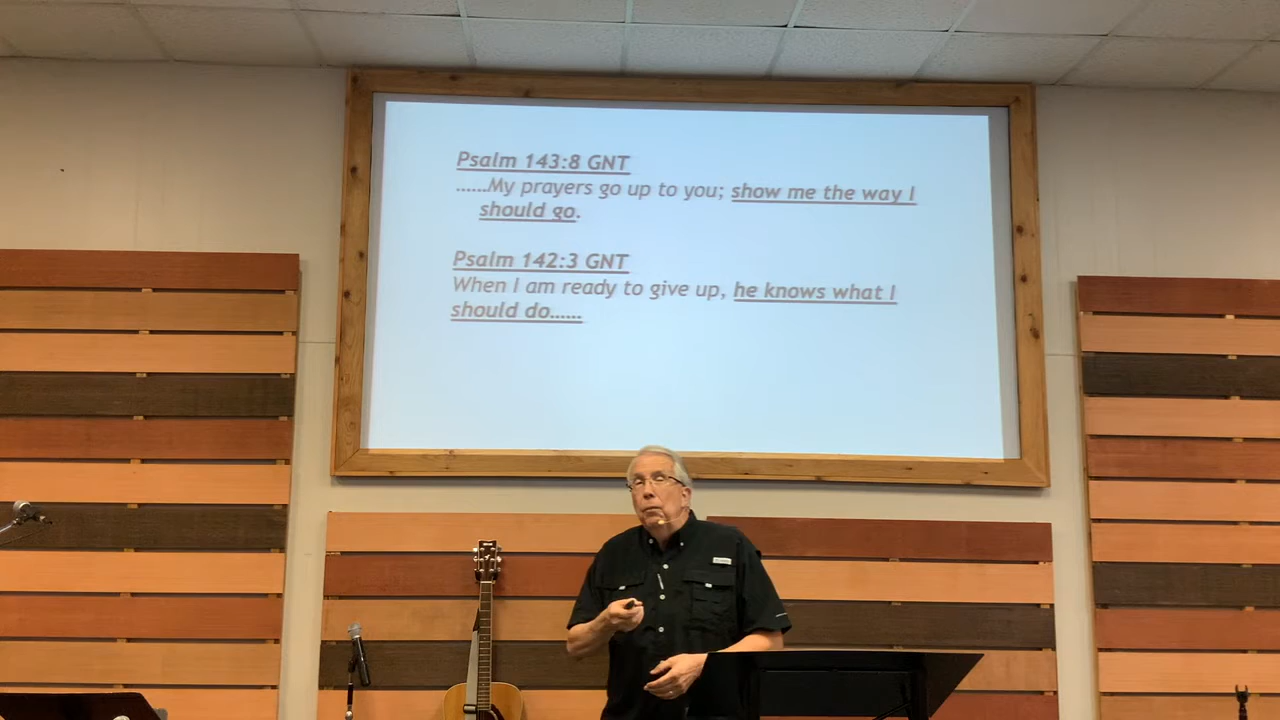 Psalm 143:8 GNT
......My prayers go up to you; show me the way I
should go.
Psalm 142:3 GNT
When I am ready to give up, he knows what I
should do......